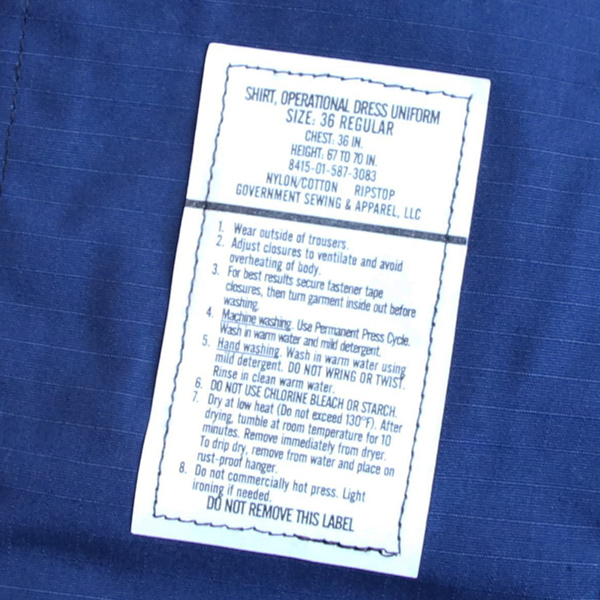 SHIRT, OPERATIONAL DRESS UNIFORM
SIZE: 36 REGULAR
CHEST: 36 IN.
HEIGHT: 67 TO 70 IN.
8415-01-587-3083
NYLON/COTTON RIPSTOP
GOVERNMENT SEWING & APPAREL, LLC
1. Wear outside of trousers.
2. Adjust closures to ventilate and avoid
overheating of body.
3. For best results secure fastener tape
closures, then turn garment inside out before
washing.
4. Machine washing. Use Permanent Press Cycle.
Wash in warm water and mild detergent.
5. Hand washing. Wash in warm water using
mild detergent. DO NOT WRING OR TWIST.
Rinse in clean warm water.
6. DO NOT USE CHLORINE BLEACH OR STARCH.
7. Dry at low heat (Do not exceed 130°F). After
drying, tumble at room temperature for 10
minutes. Remove immediately from dryer.
To drip dry, remove from water and place on
rust-proof hanger.
8. Do not commercially hot press. Light
ironing if needed.
DO NOT REMOVE THIS LABEL